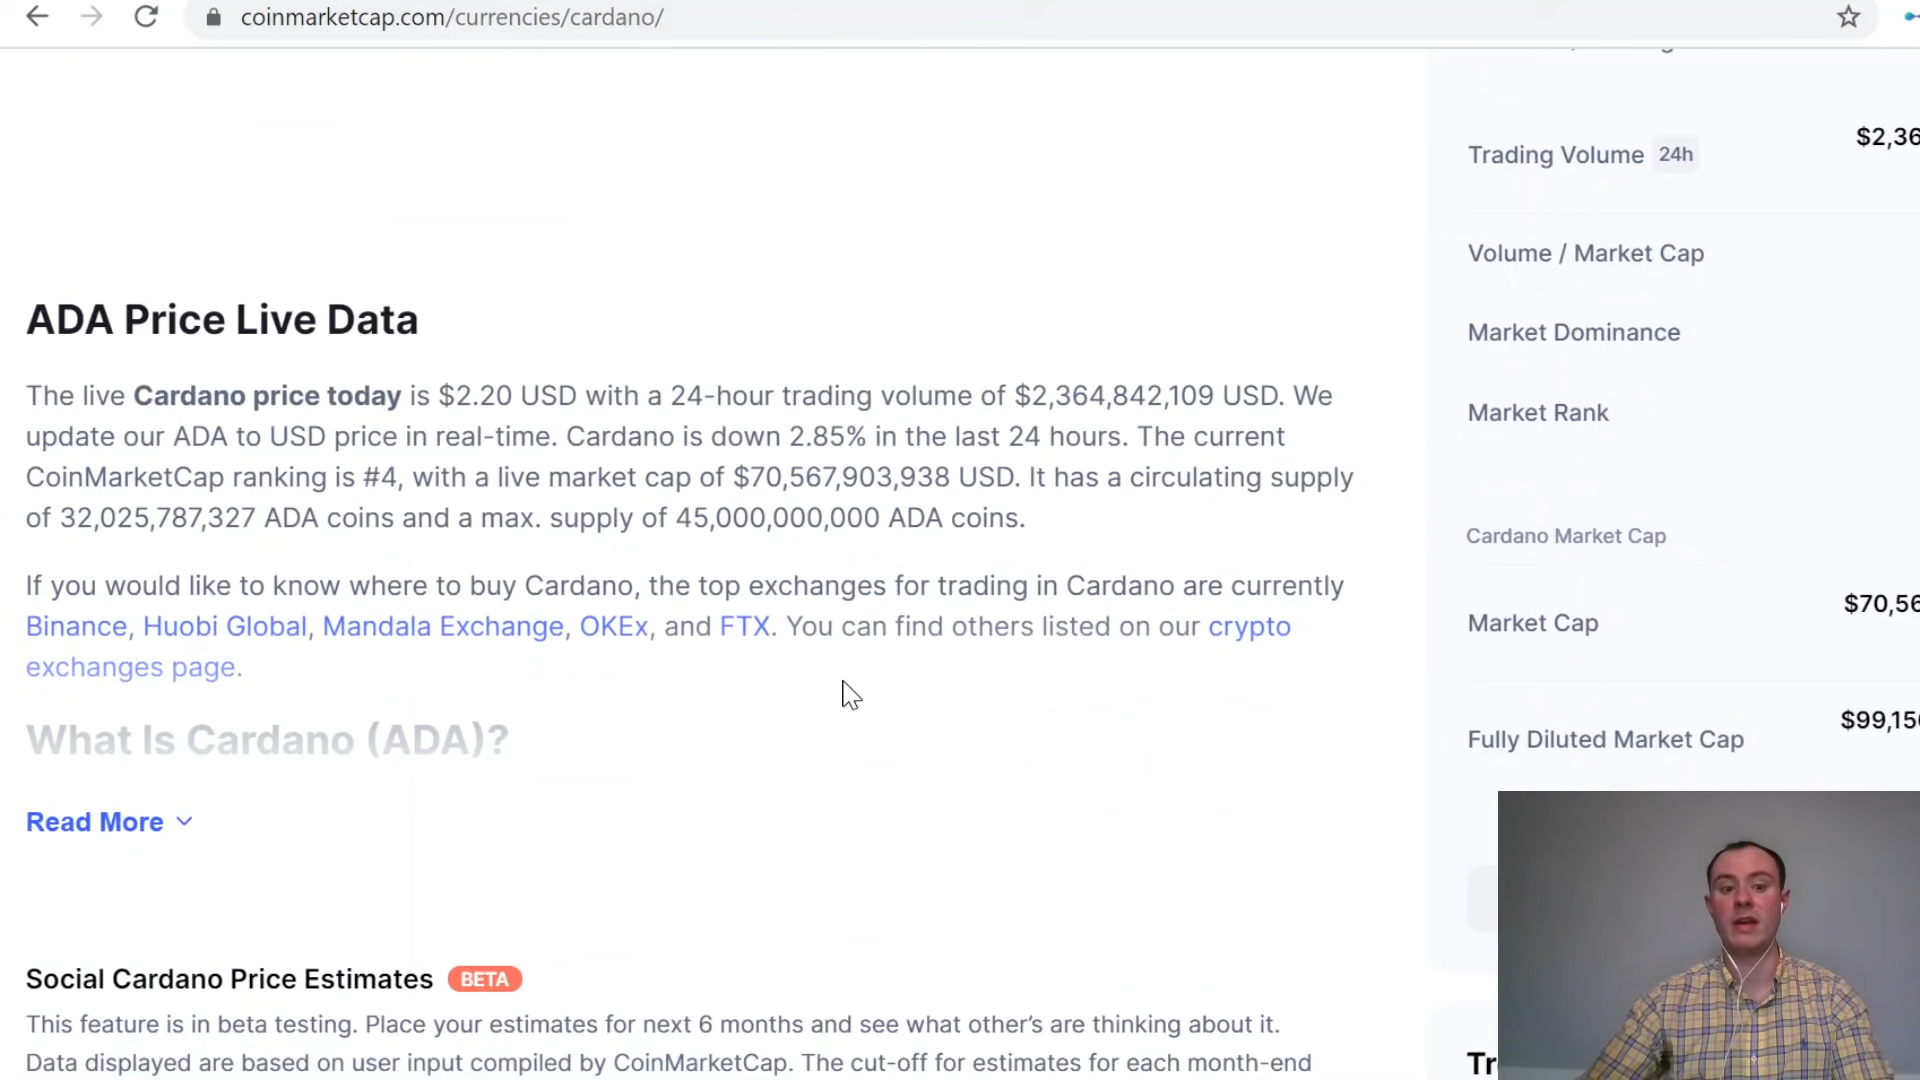 coinmarketcap.com/currencies/cardano/
Trading Volume 24h
$2,36
Volume / Market Cap
Market Dominance
Market Rank
Cardano Market Cap
Market Cap
$70,56
Fully Diluted Market Cap
$99,150
ADA Price Live Data
The live Cardano price today is $2.20 USD with a 24-hour trading volume of $2,364,842,109 USD. We
update our ADA to USD price in real-time. Cardano is down 2.85% in the last 24 hours. The current
CoinMarketCap ranking is #4, with a live market cap of $70,567,903,938 USD. It has a circulating supply
of 32,025,787,327 ADA coins and a max. supply of 45,000,000,000 ADA coins.
If you would like to know where to buy Cardano, the top exchanges for trading in Cardano are currently
Binance, Huobi Global, Mandala Exchange, OKEx, and FTX. You can find others listed on our crypto
exchanges page.
What Is Cardano (ADA)?
Read More
Social Cardano Price Estimates BETA
This feature is in beta testing. Place your estimates for next 6 months and see what other's are thinking about it.
Data displayed are based on user input compiled by CoinMarketCap. The cut-off for estimates for each month-end
Tr